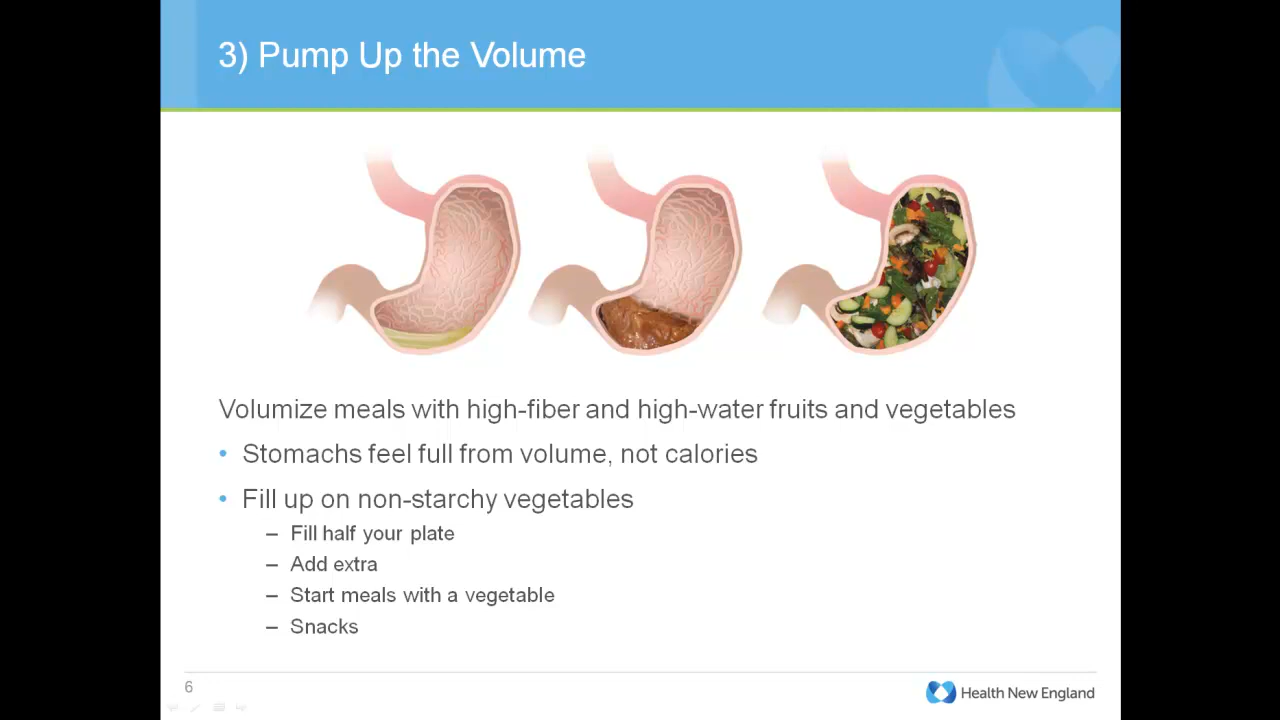 3) Pump Up the Volume
Volumize meals with high-fiber and high-water fruits and vegetables
• Stomachs feel full from volume, not calories
• Fill up on non-starchy vegetables
– Fill half your plate
– Add extra
– Start meals with a vegetable
– Snacks
6
Health New England